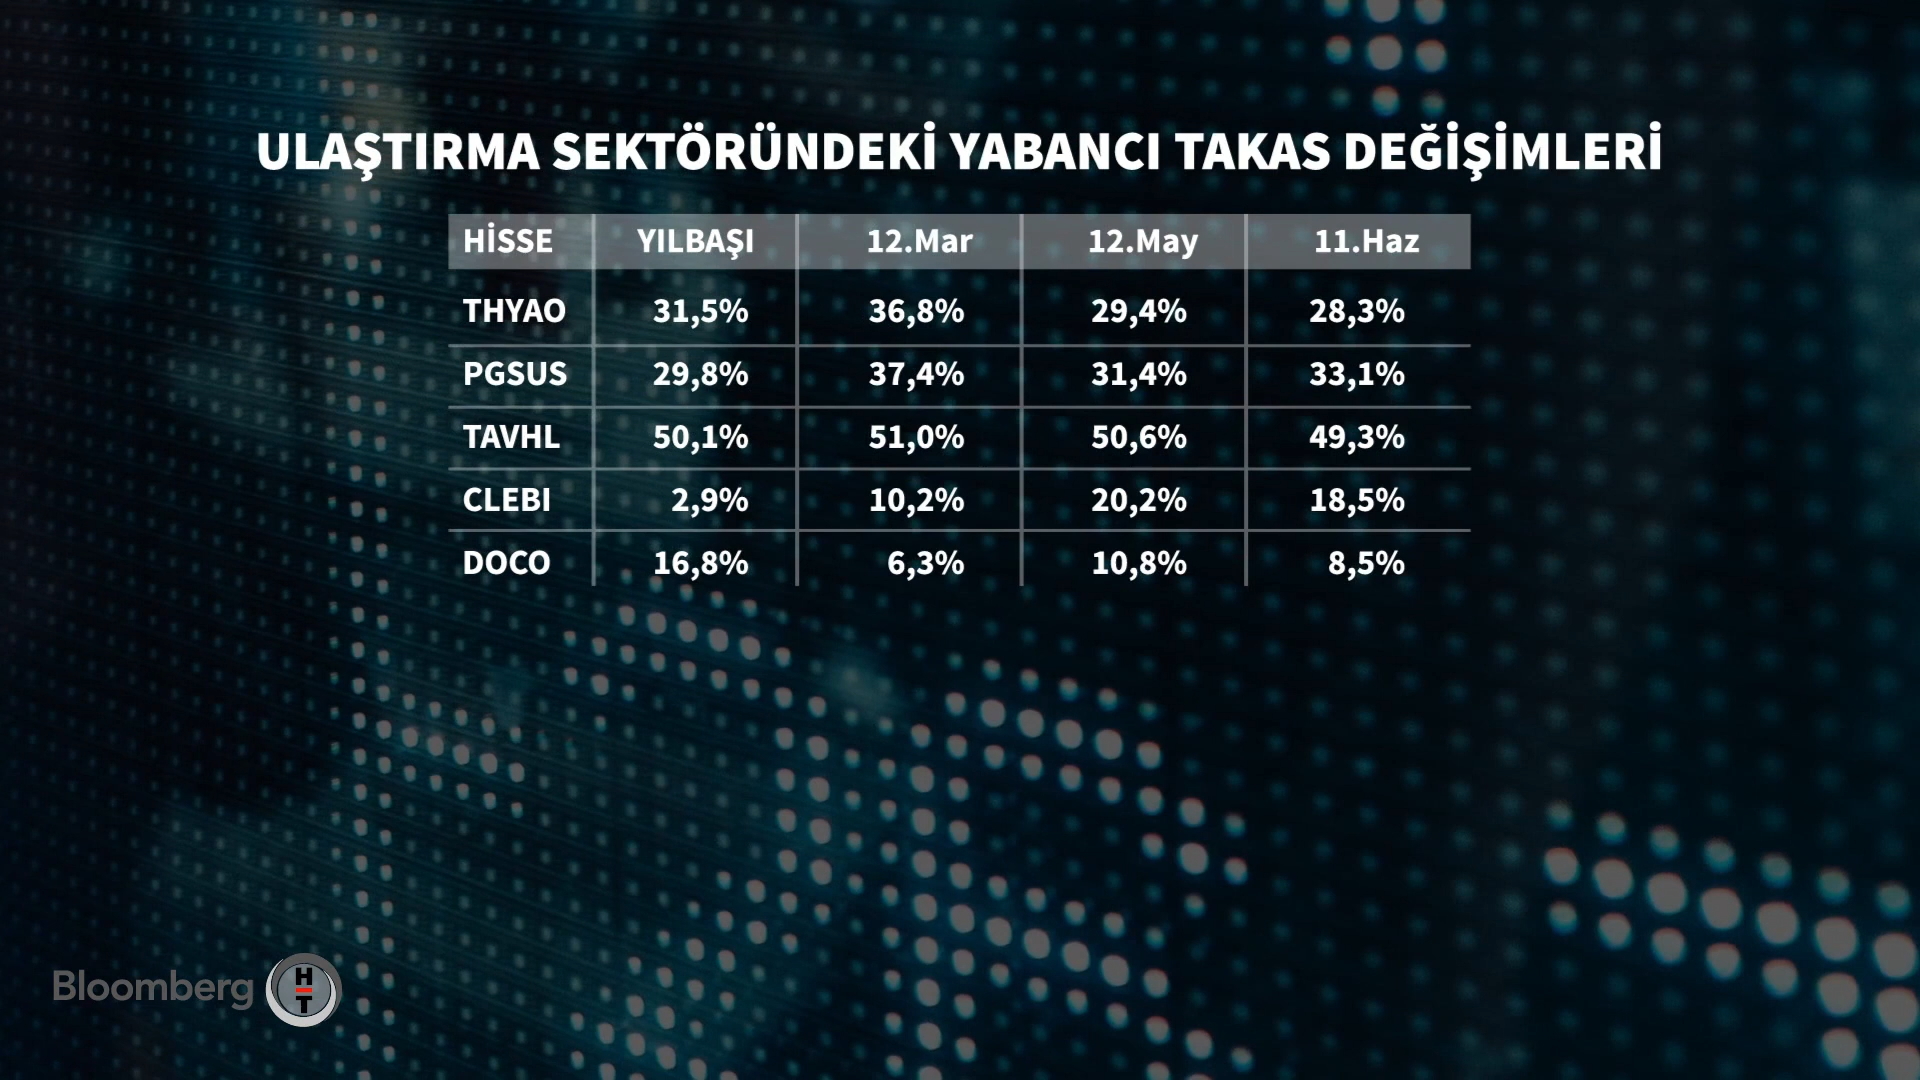 ULAŞTIRMA SEKTÖRÜNDEKİ YABANCI TAKAS DEĞİŞİMLERİ
HİSSE YILBAŞI 12.Mar 12.May 11.Haz
THYAO 31,5% 36,8% 29,4% 28,3%
PGSUS 29,8% 37,4% 31,4% 33,1%
TAVHL 50,1% 51,0% 50,6% 49,3%
CLEBI 2,9% 10,2% 20,2% 18,5%
DOCO 16,8% 6,3% 10,8% 8,5%
Bloomberg HT